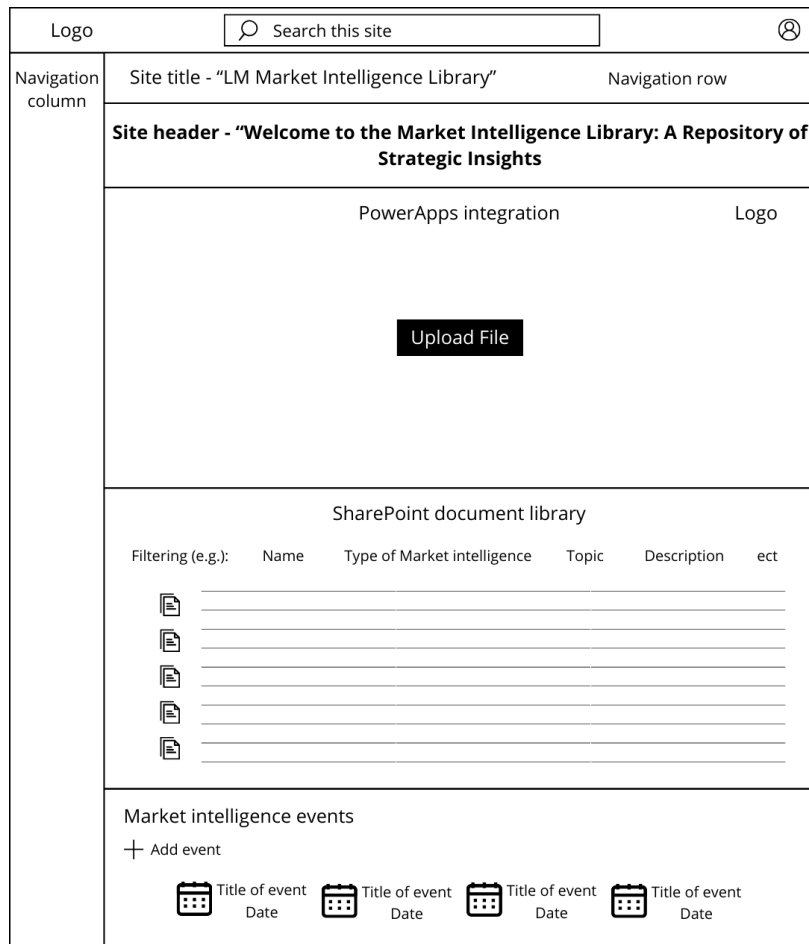 Logo
Search this site
Navigation
column
Site title - “LM Market Intelligence Library”
Navigation row
Site header - “Welcome to the Market Intelligence Library: A Repository of
Strategic Insights
PowerApps integration
Logo
Upload File
SharePoint document library
Filtering (e.g.): Name Type of Market intelligence Topic Description ect
Market intelligence events
Add event
Title of event
Date
Title of event
Date
Title of event
Date
Title of event
Date